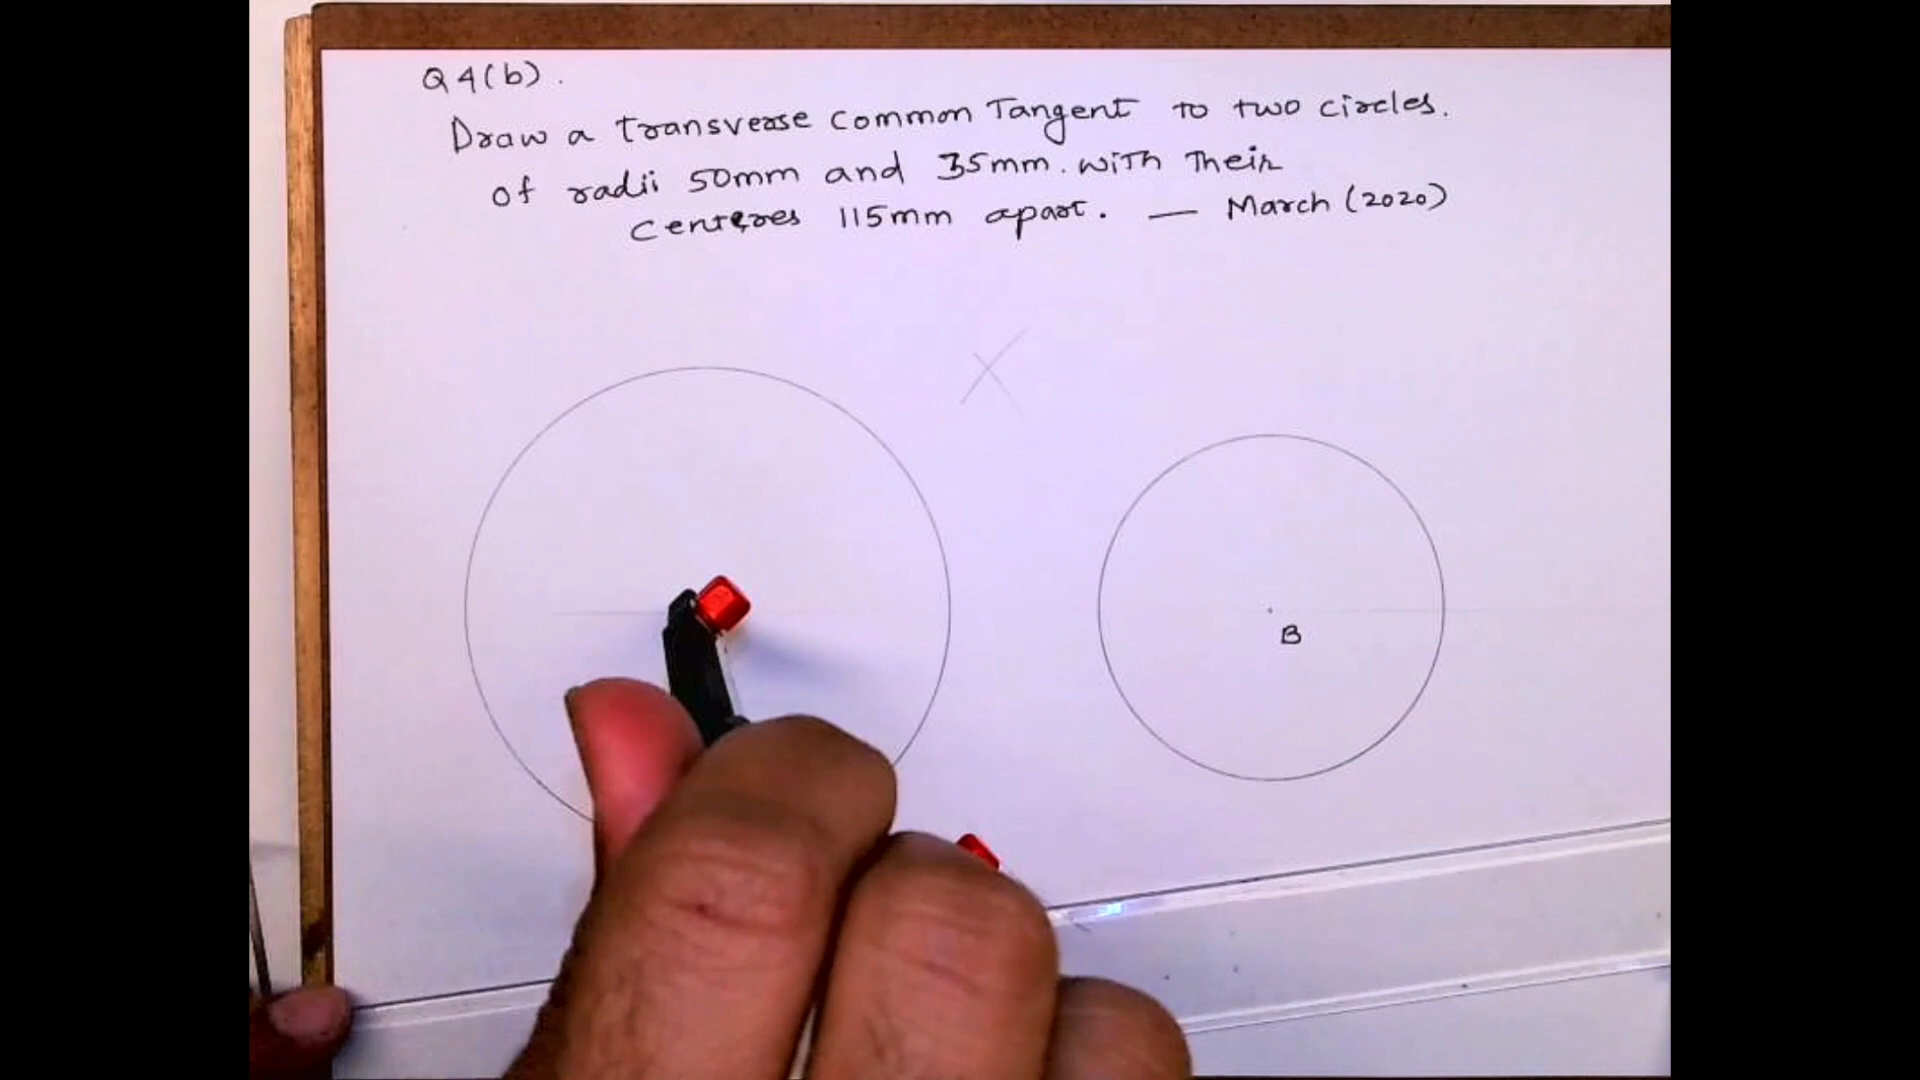 Q4(b).
Draw a transverse common Tangent to two circles.
of radii 50mm and 35mm. with Their
centeres 115mm apart. — March (2020)
B